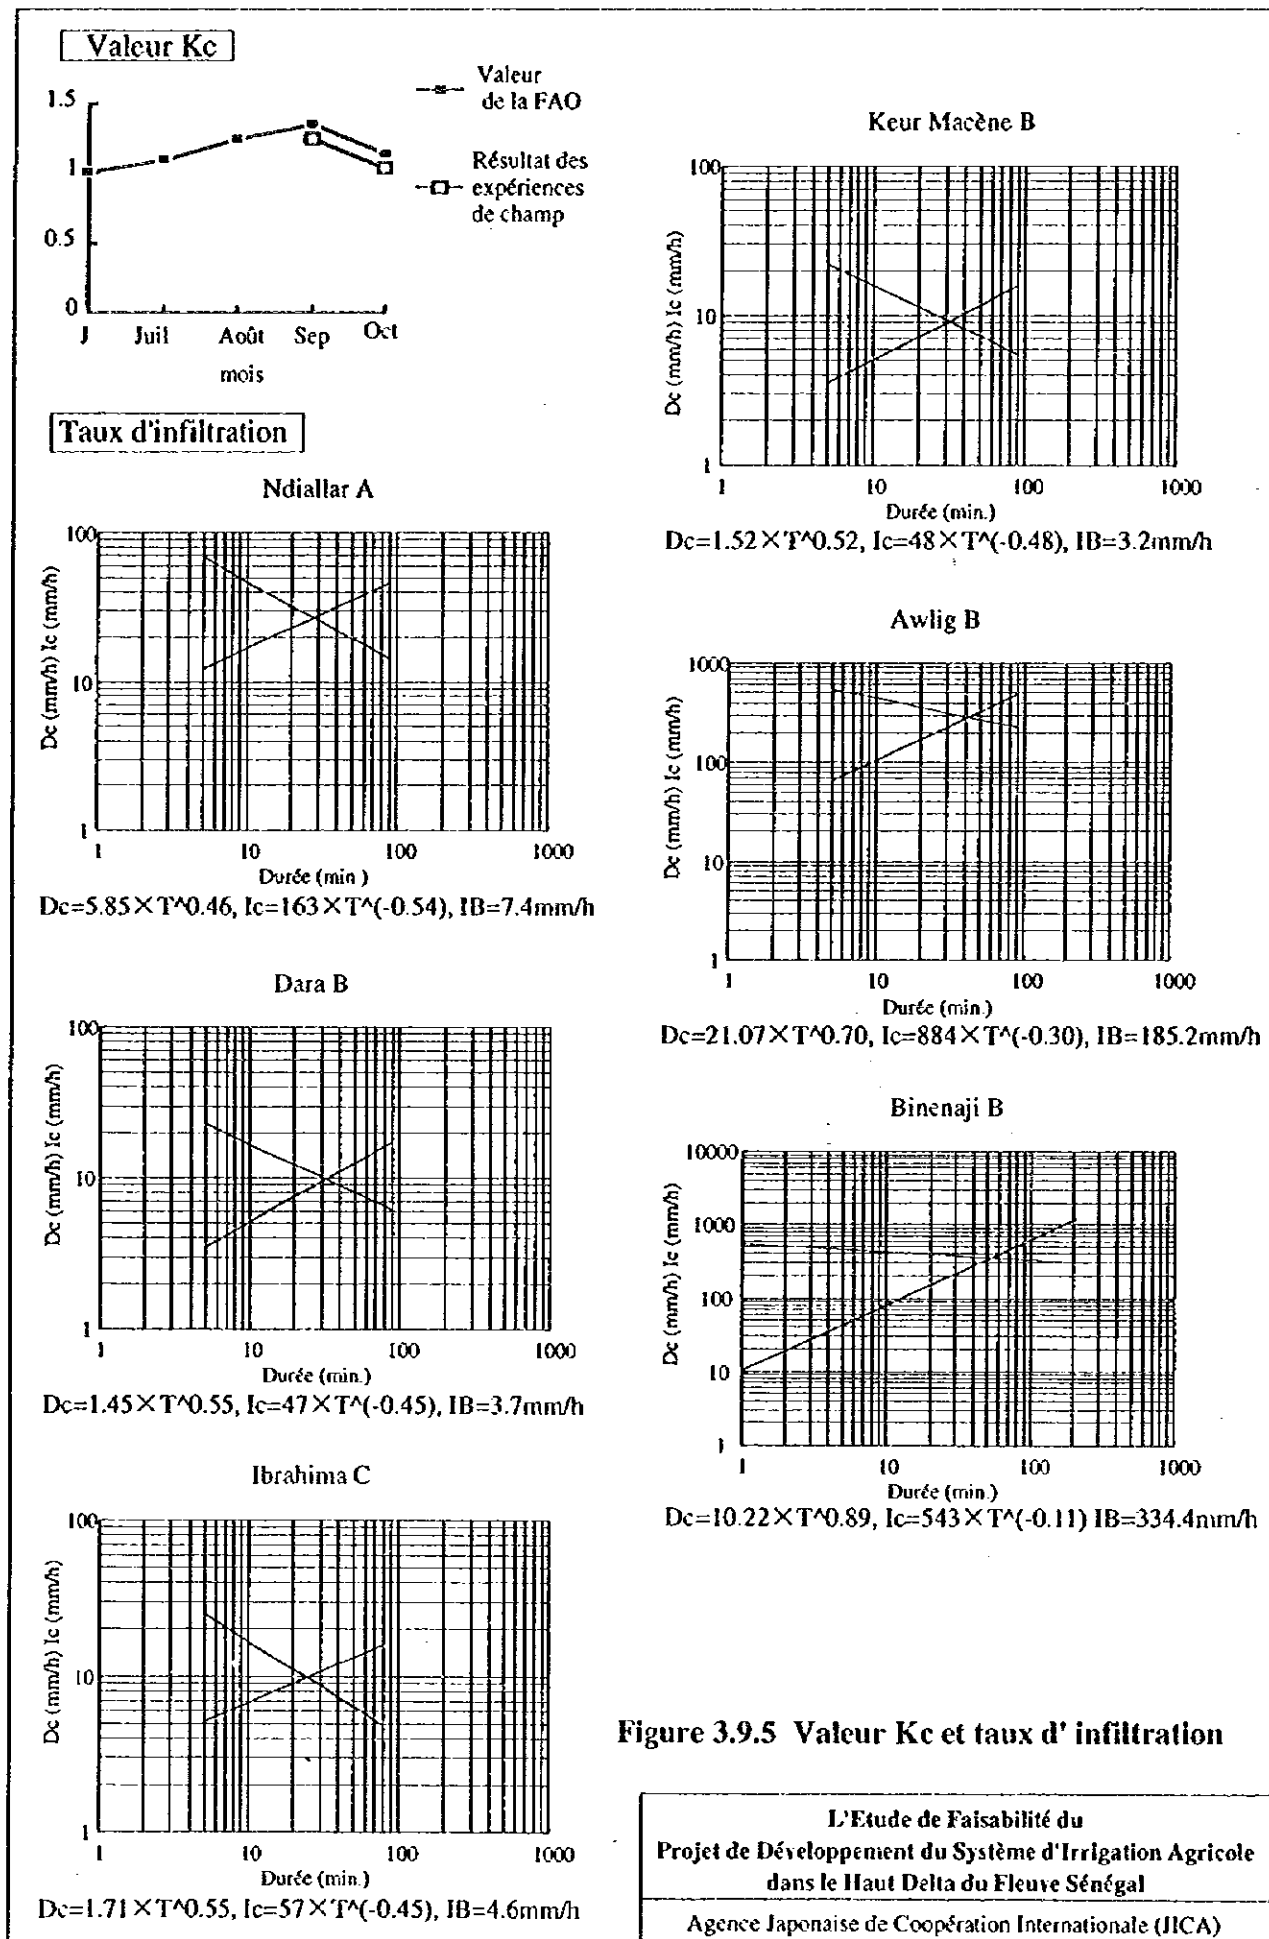 Valeur Kc
Valeur
de la FAO
Résultat des
expériences
de champ
1.5
1
0.5
0
J Juil Août Sep Oct
mois
Taux d'infiltration
Ndiallar A
Dc (mm/h) Ic (mm/h)
100
10
1
1 10 100 1000
Durée (min.)
Dc=5.85×T^0.46, Ic=163×T^(-0.54), IB=7.4mm/h
Dara B
Dc (mm/h) Ic (mm/h)
100
10
1
1 10 100 1000
Durée (min.)
Dc=1.45×T^0.55, Ic=47×T^(-0.45), IB=3.7mm/h
Ibrahima C
Dc (mm/h) Ic (mm/h)
100
10
1
1 10 100 1000
Durée (min.)
Dc=1.71×T^0.55, Ic=57×T^(-0.45), IB=4.6mm/h
Keur Macène B
Dc (mm/h) Ic (mm/h)
100
10
1
1 10 100 1000
Durée (min.)
Dc=1.52×T^0.52, Ic=48×T^(-0.48), IB=3.2mm/h
Awlig B
Dc (mm/h) Ic (mm/h)
1000
100
10
1
1 10 100 1000
Durée (min.)
Dc=21.07×T^0.70, Ic=884×T^(-0.30), IB=185.2mm/h
Binenaji B
Dc (mm/h) Ic (mm/h)
10000
1000
100
10
1
1 10 100 1000
Durée (min.)
Dc=10.22×T^0.89, Ic=543×T^(-0.11) IB=334.4mm/h
Figure 3.9.5 Valeur Kc et taux d' infiltration
L'Etude de Faisabilité du
Projet de Développement du Système d'Irrigation Agricole
dans le Haut Delta du Fleuve Sénégal
Agence Japonaise de Coopération Internationale (JICA)